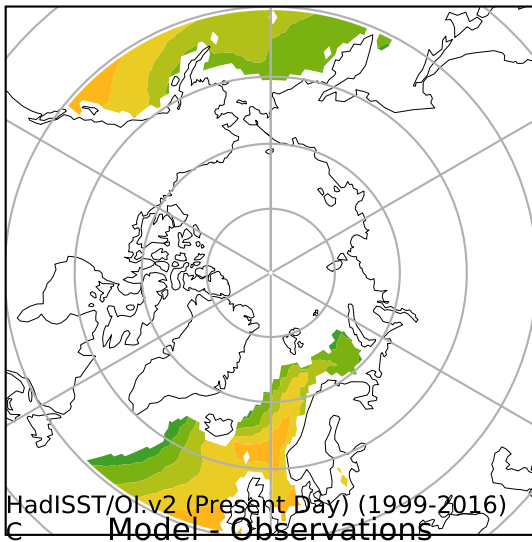 HadISST/OI.v2 (Present Day) (1999-2016)
C Model - Observations